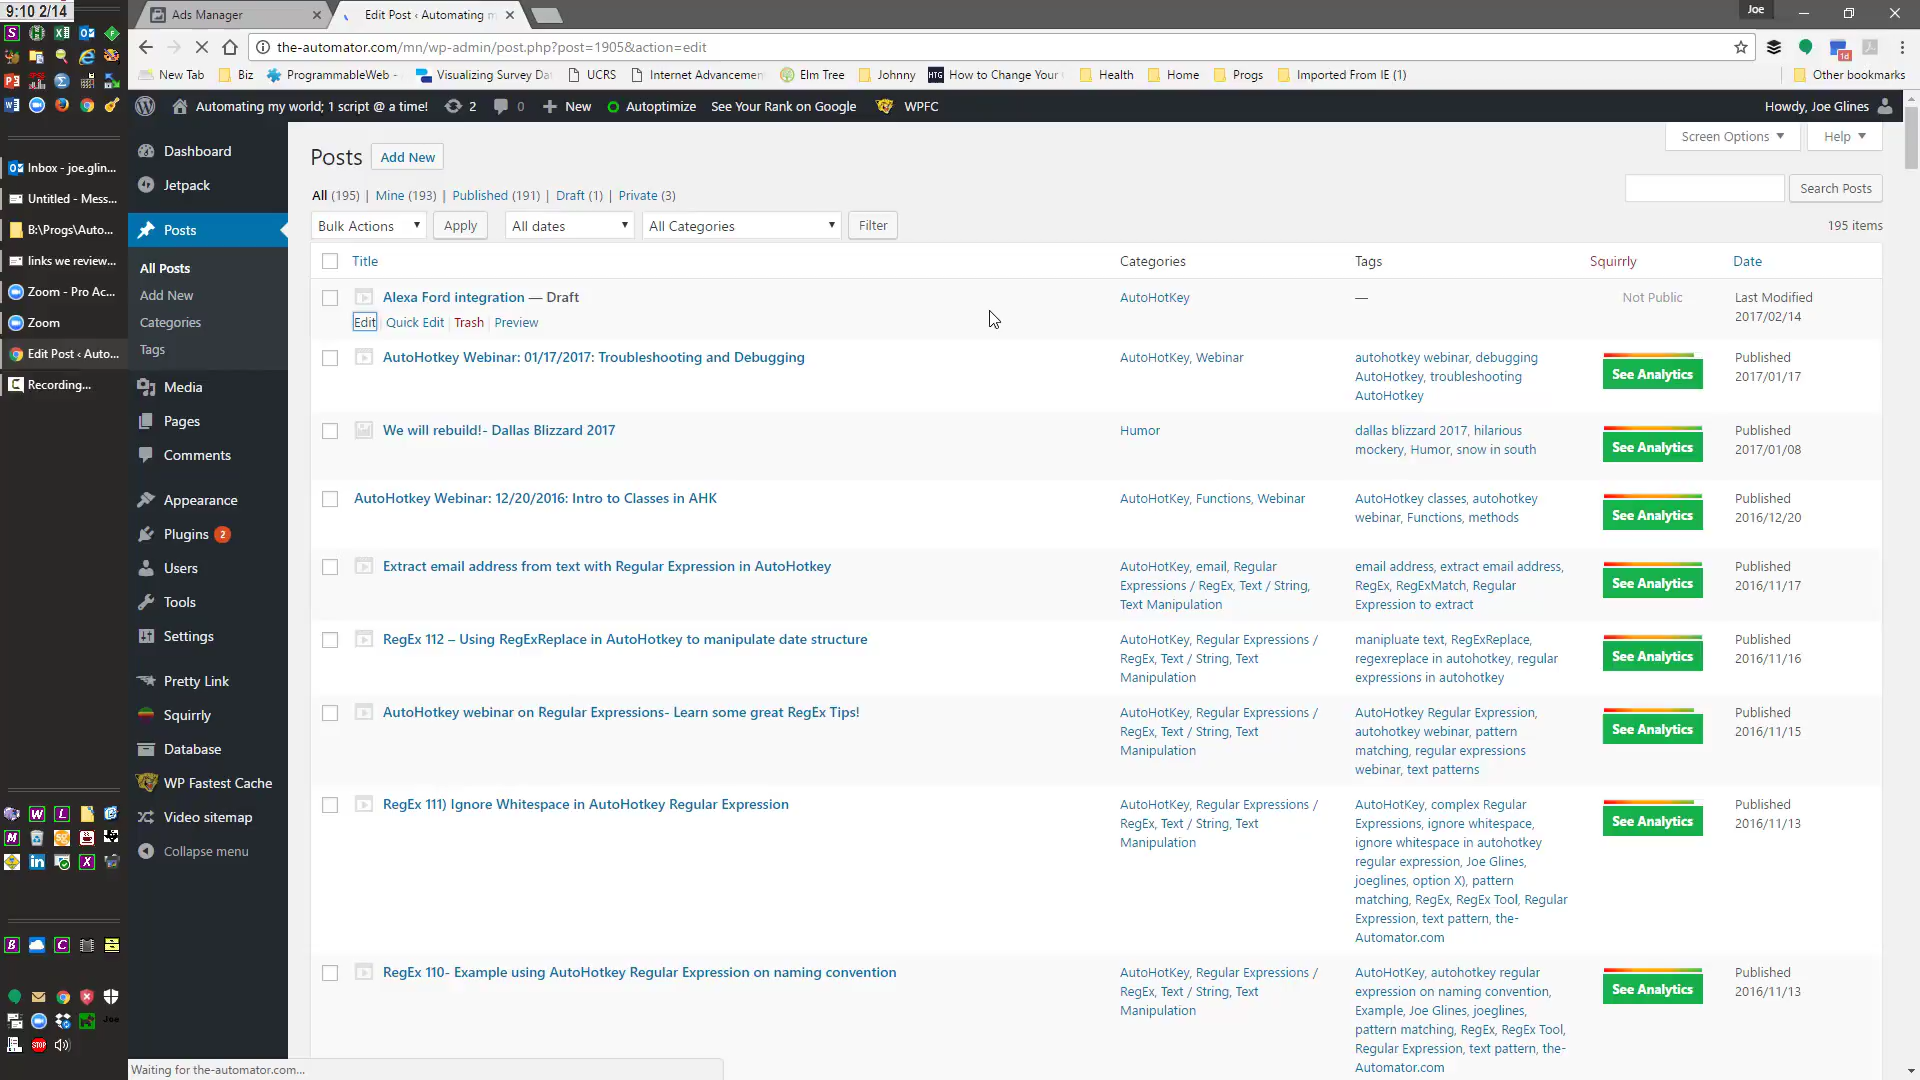 9:10 2/14
Ads Manager
Edit Post ‹ Automating m
Joe
the-automator.com/mn/wp-admin/post.php?post=1905&action=edit
New Tab
Biz
ProgrammableWeb -
Visualizing Survey Da
UCRS
Internet Advancemen
Elm Tree
Johnny
How to Change Your
Health
Home
Progs
Imported From IE (1)
Other bookmarks
Automating my world; 1 script @ a time!
2
0
New
Autoptimize
See Your Rank on Google
WPFC
Howdy, Joe Glines
Inbox - joe.glin...
Untitled - Mess...
B:\Progs\Auto...
links we review...
Zoom - Pro Ac...
Zoom
Edit Post ‹ Auto...
Recording...
Dashboard
Jetpack
Posts
All Posts
Add New
Categories
Tags
Media
Pages
Comments
Appearance
Plugins 2
Users
Tools
Settings
Pretty Link
Squirrly
Database
WP Fastest Cache
Video sitemap
Collapse menu
Screen Options
Help
Posts Add New
All (195) | Mine (193) | Published (191) | Draft (1) | Private (3)
Search Posts
Bulk Actions Apply All dates All Categories Filter
195 items
Title Categories Tags Squirrly Date
Alexa Ford integration — Draft
Edit | Quick Edit | Trash | Preview
AutoHotKey
—
Not Public
Last Modified
2017/02/14
AutoHotkey Webinar: 01/17/2017: Troubleshooting and Debugging
AutoHotKey, Webinar
autohotkey webinar, debugging
AutoHotkey, troubleshooting
AutoHotkey
See Analytics
Published
2017/01/17
We will rebuild!- Dallas Blizzard 2017
Humor
dallas blizzard 2017, hilarious
mockery, Humor, snow in south
See Analytics
Published
2017/01/08
AutoHotkey Webinar: 12/20/2016: Intro to Classes in AHK
AutoHotKey, Functions, Webinar
AutoHotkey classes, autohotkey
webinar, Functions, methods
See Analytics
Published
2016/12/20
Extract email address from text with Regular Expression in AutoHotkey
AutoHotKey, email, Regular
Expressions / RegEx, Text / String,
Text Manipulation
email address, extract email address,
RegEx, RegExMatch, Regular
Expression to extract
See Analytics
Published
2016/11/17
RegEx 112 – Using RegExReplace in AutoHotkey to manipulate date structure
AutoHotKey, Regular Expressions /
RegEx, Text / String, Text
Manipulation
manipluate text, RegExReplace,
regexreplace in autohotkey, regular
expressions in autohotkey
See Analytics
Published
2016/11/16
AutoHotkey webinar on Regular Expressions- Learn some great RegEx Tips!
AutoHotKey, Regular Expressions /
RegEx, Text / String, Text
Manipulation
AutoHotkey Regular Expression,
autohotkey webinar, pattern
matching, regular expressions
webinar, text patterns
See Analytics
Published
2016/11/15
RegEx 111) Ignore Whitespace in AutoHotkey Regular Expression
AutoHotKey, Regular Expressions /
RegEx, Text / String, Text
Manipulation
AutoHotKey, complex Regular
Expressions, ignore whitespace,
ignore whitespace in autohotkey
regular expression, Joe Glines,
joeglines, option X), pattern
matching, RegEx, RegEx Tool, Regular
Expression, text pattern, the-
Automator.com
See Analytics
Published
2016/11/13
RegEx 110- Example using AutoHotkey Regular Expression on naming convention
AutoHotKey, Regular Expressions /
RegEx, Text / String, Text
Manipulation
AutoHotKey, autohotkey regular
expression on naming convention,
Example, Joe Glines, joeglines,
pattern matching, RegEx, RegEx Tool,
Regular Expression, text pattern, the-
Automator.com
See Analytics
Published
2016/11/13
Waiting for the-automator.com...